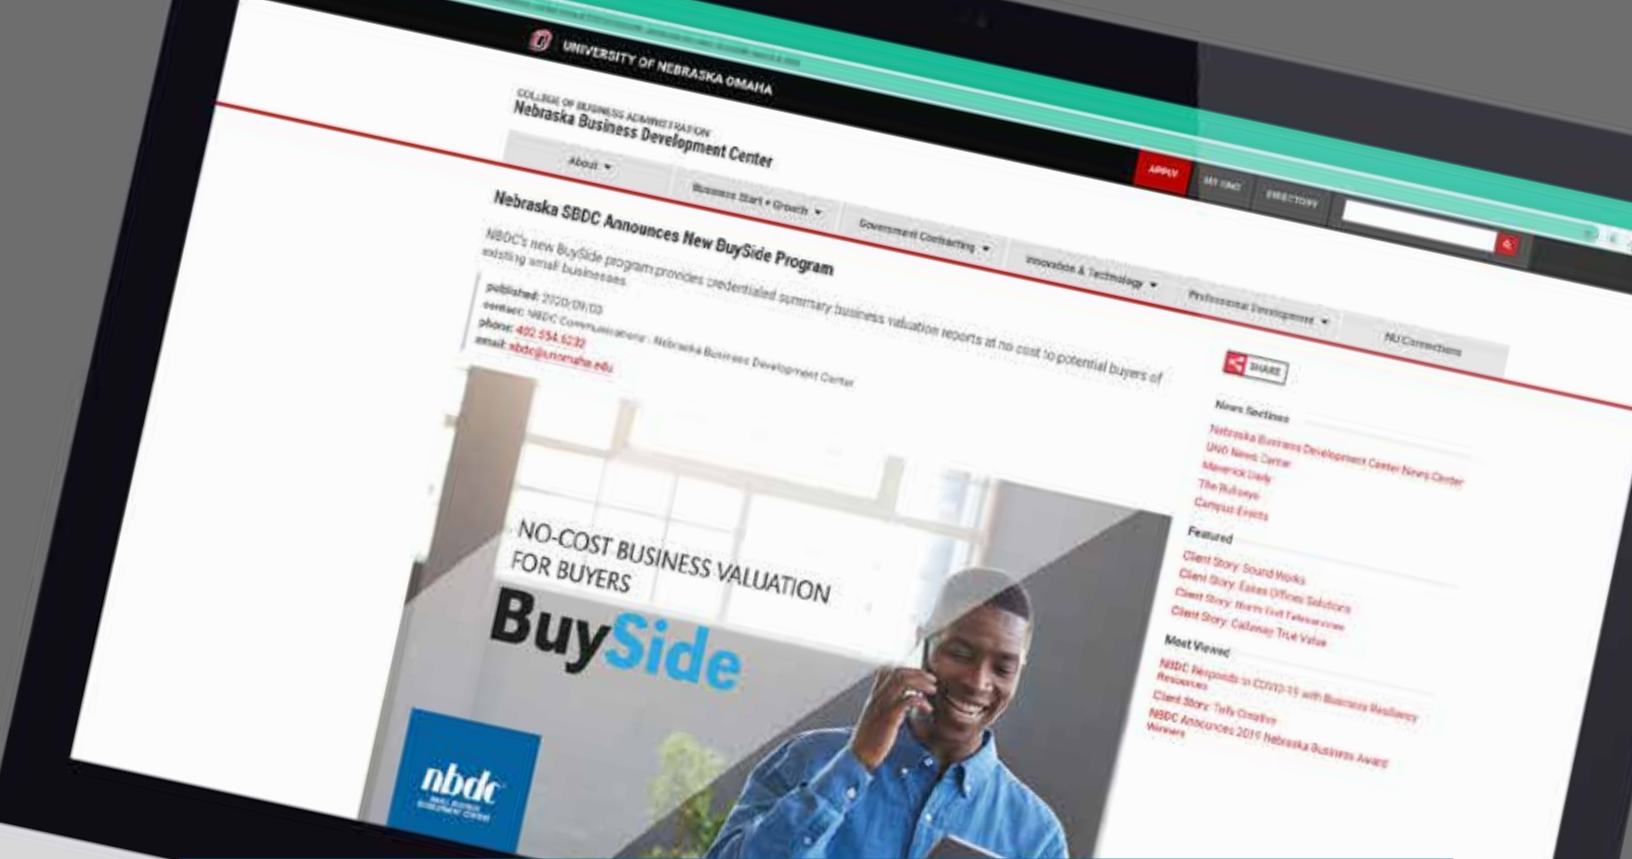 UNIVERSITY OF NEBRASKA OMAHA
COLLEGE OF BUSINESS ADMINISTRATION
Nebraska Business Development Center
APPLY
MY UNO
DIRECTORY
About
Business Start + Growth
Government Contracting
Innovation & Technology
Professional Development
NU Connections
Nebraska SBDC Announces New BuySide Program
NBDC's new BuySide program provides credentialed summary business valuation reports at no cost to potential buyers of
existing small businesses
published: 2020/09/03
contact: NBDC Communications - Nebraska Business Development Center
phone: 402.554.6232
email: nbdc@unomaha.edu
NO-COST BUSINESS VALUATION
FOR BUYERS
BuySide
nbdc
SMALL BUSINESS
DEVELOPMENT CENTER
SHARE
News Sections
Nebraska Business Development Center News Center
UNO News Center
Maverick Daily
The Bullseye
Campus Events
Featured
Client Story: Sound Works
Client Story: Eakes Offices Solutions
Client Story:
Client Story: Callaway True Value
Most Viewed
NBDC Responds to COVID-19 with Business Resiliency
Resources
Client Story: Creative
NBDC Announces 2019 Nebraska Business Award
Winners